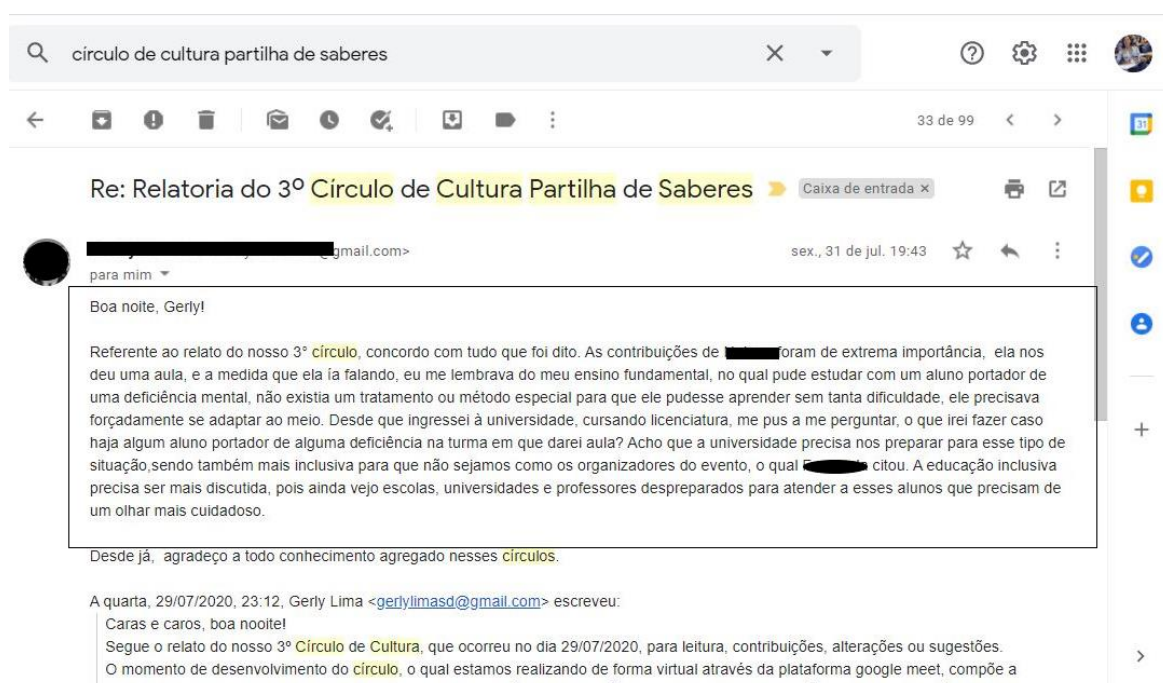 círculo de cultura partilha de saberes
33 de 99
31
Re: Relatoria do 3º Círculo de Cultura Partilha de Saberes Caixa de entrada ×
gmail.com> sex., 31 de jul. 19:43
para mim
Boa noite, Gerly!
Referente ao relato do nosso 3° círculo, concordo com tudo que foi dito. As contribuições de foram de extrema importância, ela nos
deu uma aula, e a medida que ela ía falando, eu me lembrava do meu ensino fundamental, no qual pude estudar com um aluno portador de
uma deficiência mental, não existia um tratamento ou método especial para que ele pudesse aprender sem tanta dificuldade, ele precisava
forçadamente se adaptar ao meio. Desde que ingressei à universidade, cursando licenciatura, me pus a me perguntar, o que irei fazer caso
haja algum aluno portador de alguma deficiência na turma em que darei aula? Acho que a universidade precisa nos preparar para esse tipo de
situação,sendo também mais inclusiva para que não sejamos como os organizadores do evento, o qual citou. A educação inclusiva
precisa ser mais discutida, pois ainda vejo escolas, universidades e professores despreparados para atender a esses alunos que precisam de
um olhar mais cuidadoso.
Desde já, agradeço a todo conhecimento agregado nesses círculos.
A quarta, 29/07/2020, 23:12, Gerly Lima <gerlylimasd@gmail.com> escreveu:
Caras e caros, boa nooite!
Segue o relato do nosso 3º Círculo de Cultura, que ocorreu no dia 29/07/2020, para leitura, contribuições, alterações ou sugestões.
O momento de desenvolvimento do círculo, o qual estamos realizando de forma virtual através da plataforma google meet, compõe a